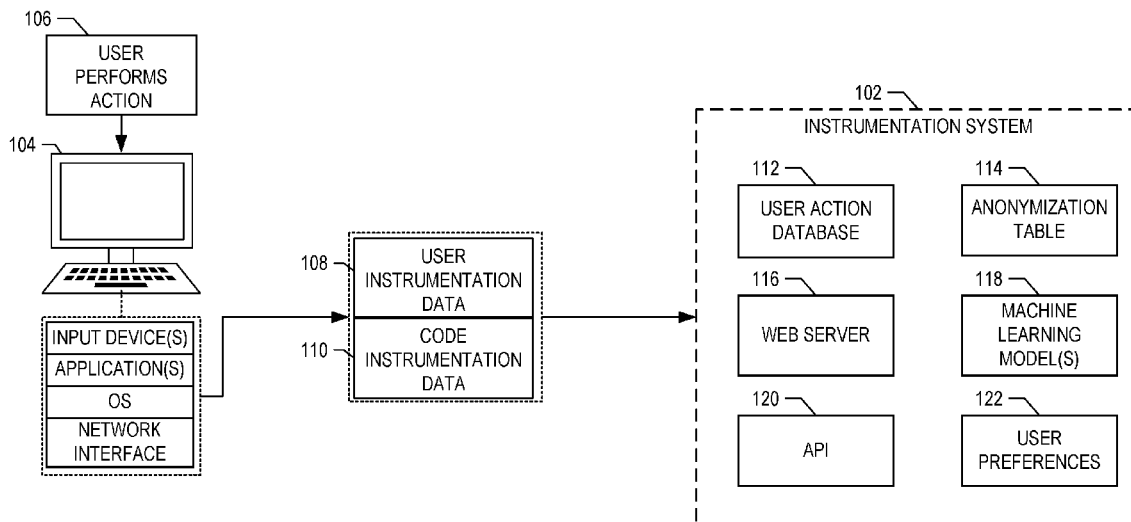 106
USER
PERFORMS
ACTION
104
INPUT DEVICE(S)
APPLICATION(S)
OS
NETWORK
INTERFACE
108
USER
INSTRUMENTATION
DATA
110
CODE
INSTRUMENTATION
DATA
102
INSTRUMENTATION SYSTEM
112
USER ACTION
DATABASE
114
ANONYMIZATION
TABLE
116
WEB SERVER
118
MACHINE
LEARNING
MODEL(S)
120
API
122
USER
PREFERENCES